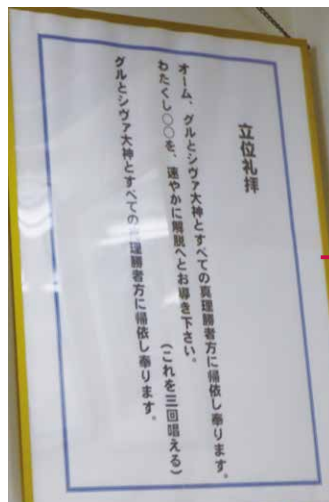 立位礼拝
オーム、グルとシヴァ大神とすべての真理勝者方に帰依し奉ります。
わたくし〇〇を、速やかに解脱へとお導き下さい。
(これを三回唱える)
グルとシヴァ大神とすべての真理勝者方に帰依し奉ります。